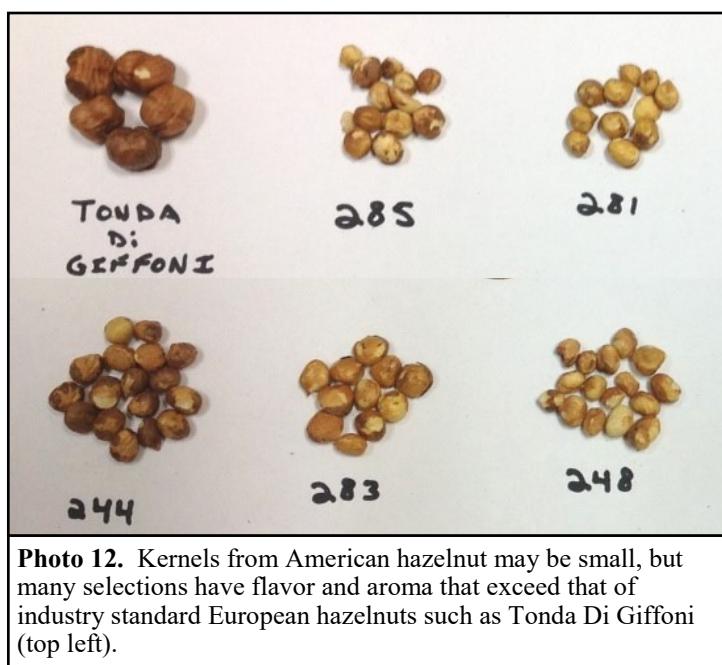 TONDA
Di
GIFFONI
285
281
244
283
248
Photo 12. Kernels from American hazelnut may be small, but
many selections have flavor and aroma that exceed that of
industry standard European hazelnuts such as Tonda Di Giffoni
(top left).